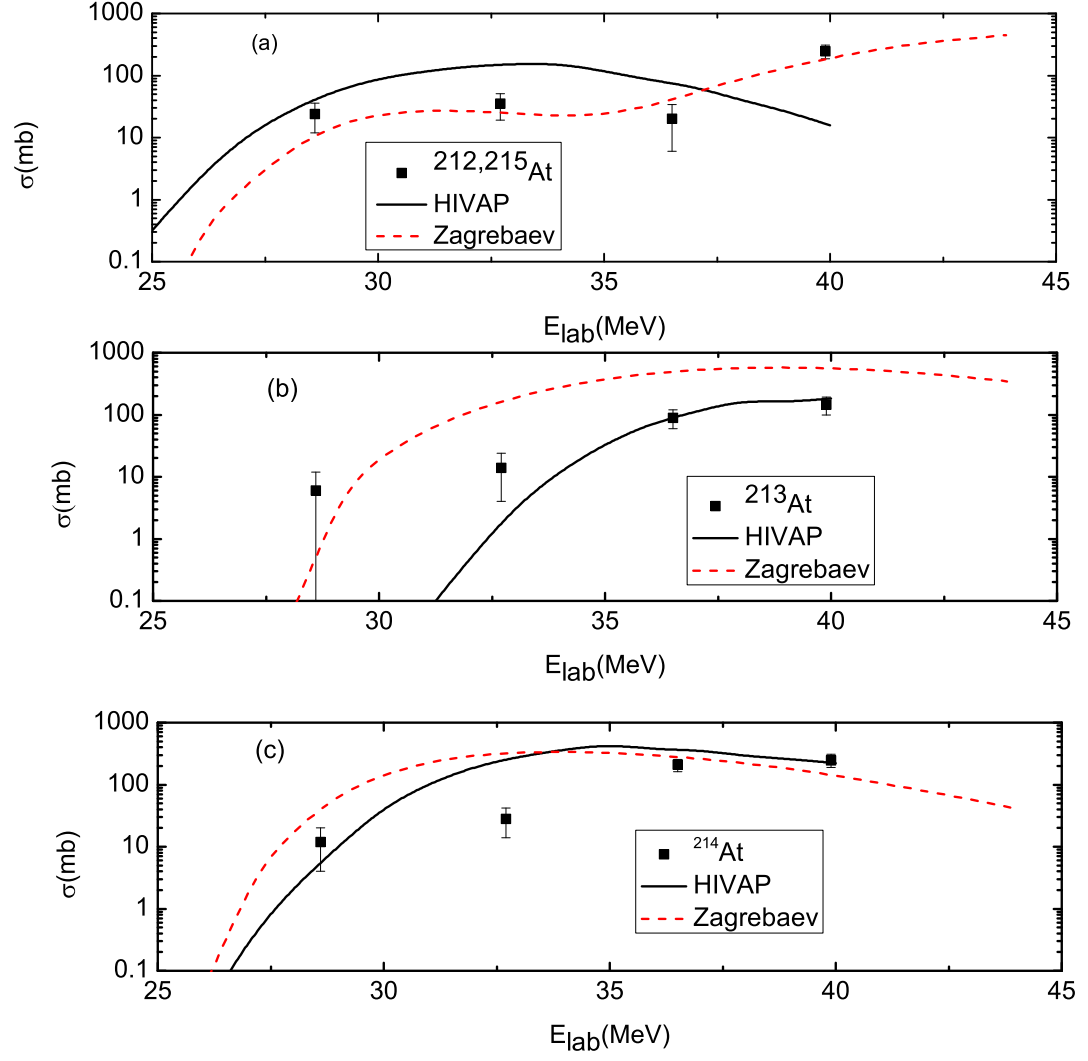 (a)
1000
100
10
1
0.1
σ(mb)
212,215At
HIVAP
Zagrebaev
25 30 35 40 45
Elab(MeV)
(b)
1000
100
10
1
0.1
σ(mb)
213At
HIVAP
Zagrebaev
25 30 35 40 45
Elab(MeV)
(c)
1000
100
10
1
0.1
σ(mb)
214At
HIVAP
Zagrebaev
25 30 35 40 45
Elab(MeV)